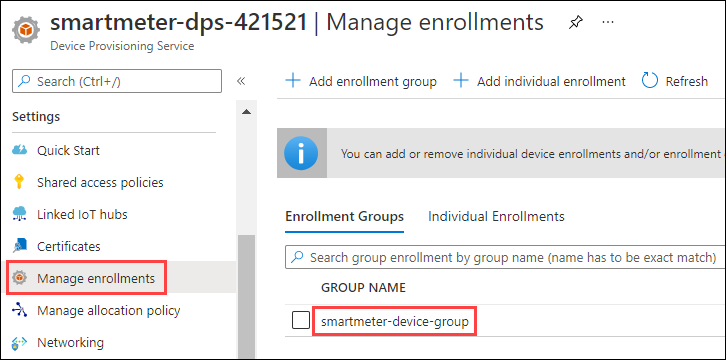 smartmeter-dps-421521 | Manage enrollments
Device Provisioning Service
Search (Ctrl+/)
Settings
Quick Start
Shared access policies
Linked IoT hubs
Certificates
Manage enrollments
Manage allocation policy
Networking
Add enrollment group
Add individual enrollment
Refresh
You can add or remove individual device enrollments and/or enrollment
Enrollment Groups
Individual Enrollments
Search group enrollment by group name (name has to be exact match)
GROUP NAME
smartmeter-device-group